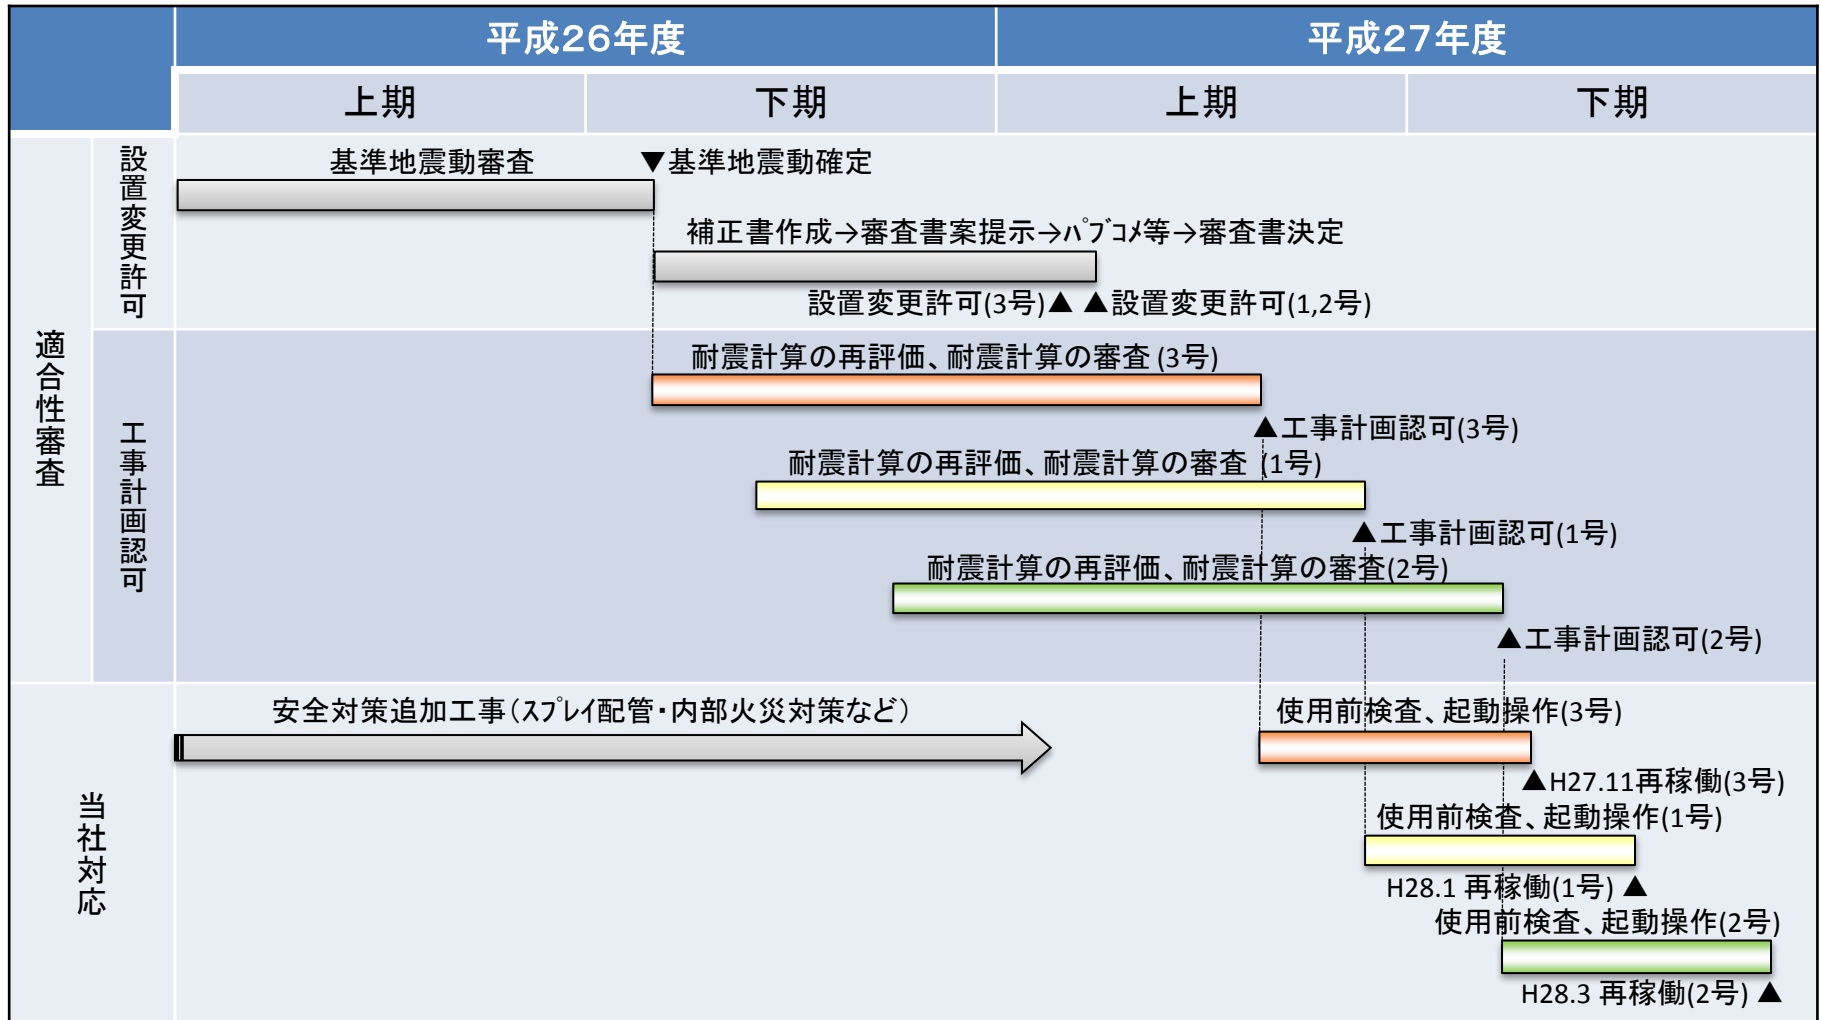 平成26年度
平成27年度
上期
下期
上期
下期
適合性審査
設置変更許可
基準地震動審査
▼基準地震動確定
補正書作成→審査書案提示→ﾊﾟﾌﾞｺﾒ等→審査書決定
設置変更許可(3号)▲ ▲設置変更許可(1,2号)
工事計画認可
耐震計算の再評価、耐震計算の審査 (3号)
▲工事計画認可(3号)
耐震計算の再評価、耐震計算の審査 (1号)
▲工事計画認可(1号)
耐震計算の再評価、耐震計算の審査(2号)
▲工事計画認可(2号)
当社対応
安全対策追加工事(ｽﾌﾟﾚｲ配管・内部火災対策など)
使用前検査、起動操作(3号)
▲H27.11再稼働(3号)
使用前検査、起動操作(1号)
H28.1 再稼働(1号) ▲
使用前検査、起動操作(2号)
H28.3 再稼働(2号) ▲